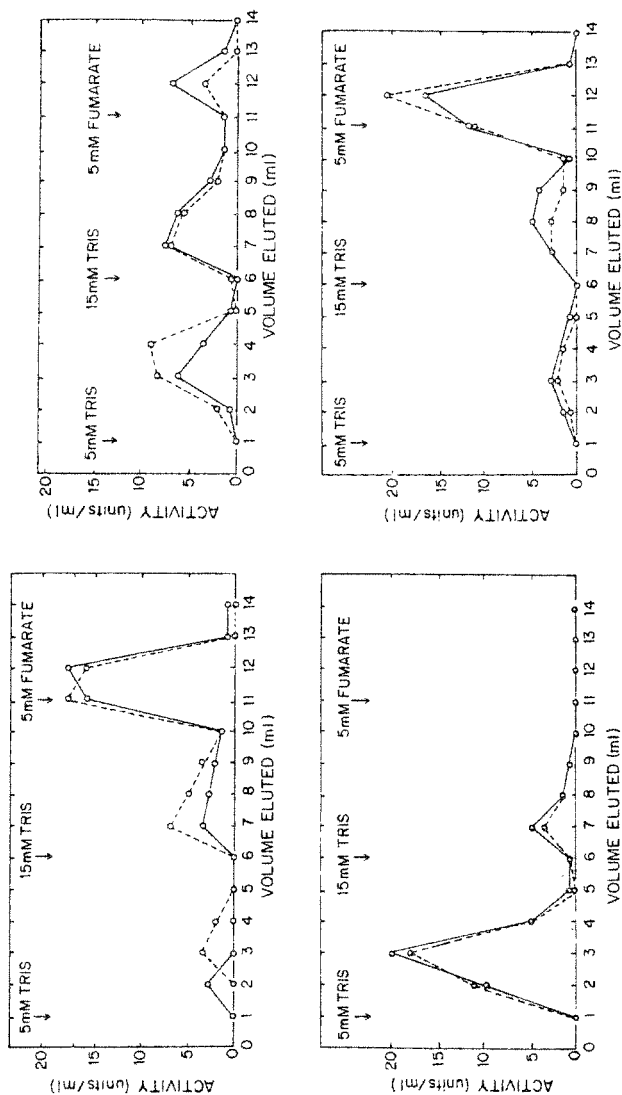 5mM TRIS
15mM TRIS
5mM FUMARATE
20
15
10
5
0
ACTIVITY (units/ml)
0 1 2 3 4 5 6 7 8 9 10 11 12 13 14
VOLUME ELUTED (ml)
5mM TRIS
15mM TRIS
5mM FUMARATE
20
15
10
5
0
ACTIVITY (units/ml)
0 1 2 3 4 5 6 7 8 9 10 11 12 13 14
VOLUME ELUTED (ml)
5mM TRIS
15mM TRIS
5mM FUMARATE
20
15
10
5
0
ACTIVITY (units/ml)
0 1 2 3 4 5 6 7 8 9 10 11 12 13 14
VOLUME ELUTED (ml)
5mM TRIS
15mM TRIS
5mM FUMARATE
20
15
10
5
0
ACTIVITY (units/ml)
0 1 2 3 4 5 6 7 8 9 10 11 12 13 14
VOLUME ELUTED (ml)